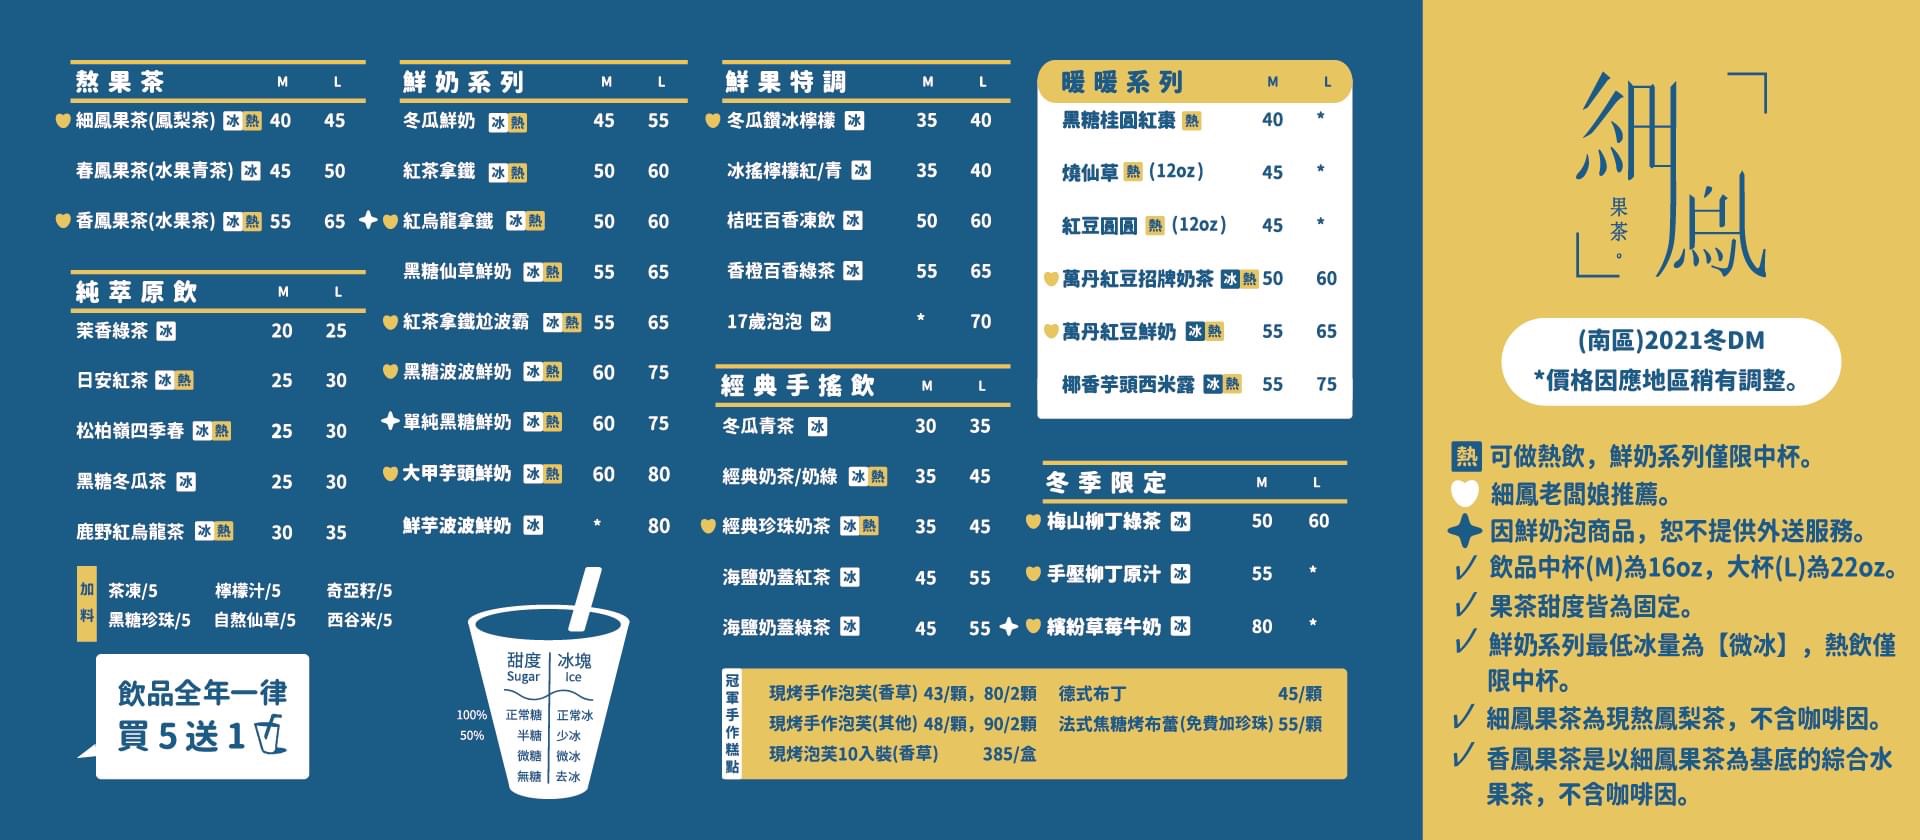 熬果茶 M L
細鳳果茶(鳳梨茶) 冰 熱 40 45
春鳳果茶(水果青茶) 冰 45 50
香鳳果茶(水果茶) 冰 熱 55 65
純萃原飲 M L
茉香綠茶 冰 20 25
日安紅茶 冰 熱 25 30
松柏嶺四季春 冰 熱 25 30
黑糖冬瓜茶 冰 25 30
鹿野紅烏龍茶 冰 熱 30 35
加料
茶凍/5 檸檬汁/5 奇亞籽/5
黑糖珍珠/5 自熬仙草/5 西谷米/5
飲品全年一律
買5送1
鮮奶系列 M L
冬瓜鮮奶 冰 熱 45 55
紅茶拿鐵 冰 熱 50 60
紅烏龍拿鐵 冰 熱 50 60
黑糖仙草鮮奶 冰 熱 55 65
紅茶拿鐵尬波霸 冰 熱 55 65
黑糖波波鮮奶 冰 熱 60 75
單純黑糖鮮奶 冰 熱 60 75
大甲芋頭鮮奶 冰 熱 60 80
鮮芋波波鮮奶 冰 * 80
甜度 冰塊
Sugar Ice
100% 正常糖 正常冰
50% 半糖 少冰
微糖 微冰
無糖 去冰
鮮果特調 M L
冬瓜鑽冰檸檬 冰 35 40
冰搖檸檬紅/青 冰 35 40
桔旺百香凍飲 冰 50 60
香橙百香綠茶 冰 55 65
17歲泡泡 冰 * 70
經典手搖飲 M L
冬瓜青茶 冰 30 35
經典奶茶/奶綠 冰 熱 35 45
經典珍珠奶茶 冰 熱 35 45
海鹽奶蓋紅茶 冰 45 55
海鹽奶蓋綠茶 冰 45 55
暖暖系列 M L
黑糖桂圓紅棗 熱 40 *
燒仙草 熱 (12oz) 45 *
紅豆圓圓 熱 (12oz) 45 *
萬丹紅豆招牌奶茶 冰 熱 50 60
萬丹紅豆鮮奶 冰 熱 55 65
椰香芋頭西米露 冰 熱 55 75
冬季限定 M L
梅山柳丁綠茶 冰 50 60
手壓柳丁原汁 冰 55 *
繽紛草莓牛奶 冰 80 *
冠軍手作糕點
現烤手作泡芙(香草) 43/顆，80/2顆 德式布丁 45/顆
現烤手作泡芙(其他) 48/顆，90/2顆 法式焦糖烤布蕾(免費加珍珠) 55/顆
現烤泡芙10入裝(香草) 385/盒
細鳳
果茶。
(南區)2021冬DM
*價格因應地區稍有調整。
熱 可做熱飲，鮮奶系列僅限中杯。
細鳳老闆娘推薦。
因鮮奶泡商品，恕不提供外送服務。
飲品中杯(M)為16oz，大杯(L)為22oz。
果茶甜度皆為固定。
鮮奶系列最低冰量為【微冰】，熱飲僅
限中杯。
細鳳果茶為現熬鳳梨茶，不含咖啡因。
香鳳果茶是以細鳳果茶為基底的綜合水
果茶，不含咖啡因。